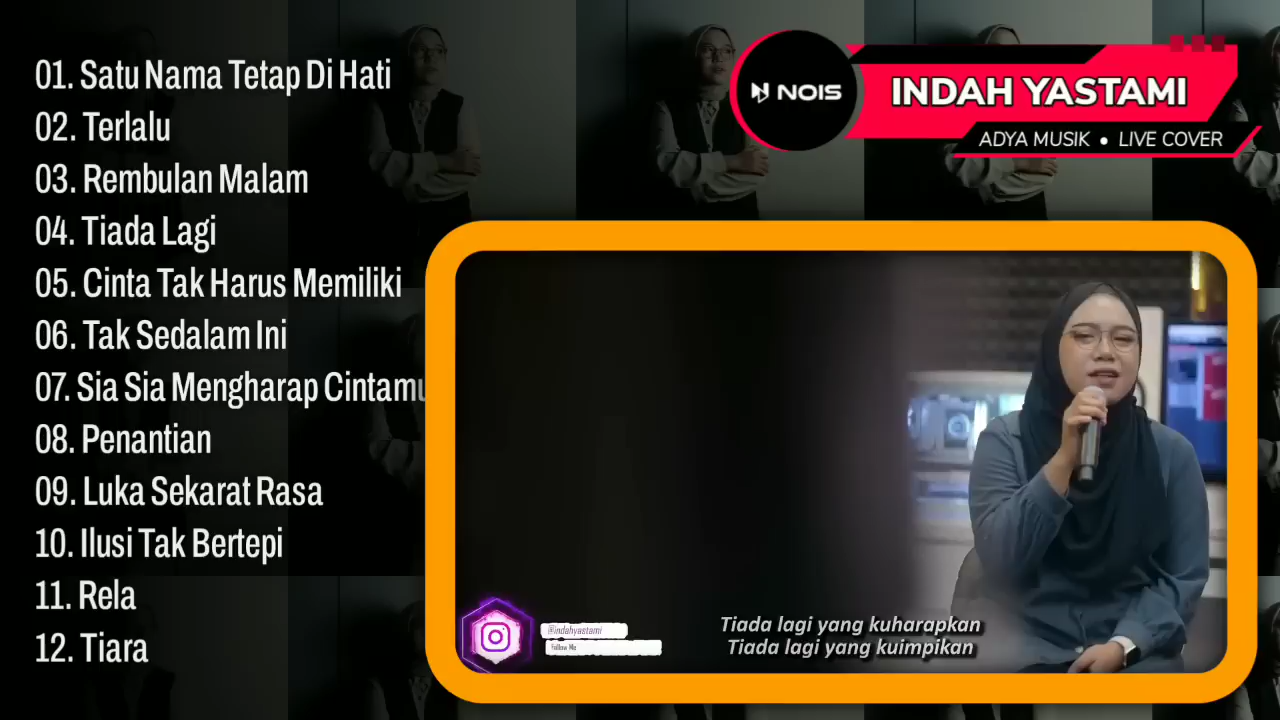 01. Satu Nama Tetap Di Hati
02. Terlalu
03. Rembulan Malam
04. Tiada Lagi
05. Cinta Tak Harus Memiliki
06. Tak Sedalam Ini
07. Sia Sia Mengharap Cintamu
08. Penantian
09. Luka Sekarat Rasa
10. Ilusi Tak Bertepi
11. Rela
12. Tiara
NOIS
INDAH YASTAMI
ADYA MUSIK • LIVE COVER
@indahyastami
Follow Me
Tiada lagi yang kuharapkan
Tiada lagi yang kuimpikan